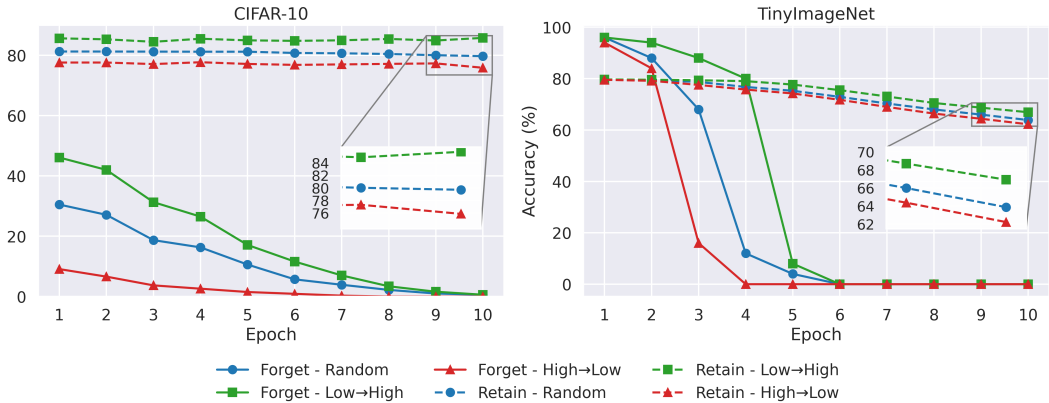 CIFAR-10
80
60
40
20
0
84
82
80
78
76
1 2 3 4 5 6 7 8 9 10
Epoch
TinyImageNet
Accuracy (%)
100
80
60
40
20
0
70
68
66
64
62
1 2 3 4 5 6 7 8 9 10
Epoch
Forget - Random
Forget - Low→High
Forget - High→Low
Retain - Random
Retain - Low→High
Retain - High→Low